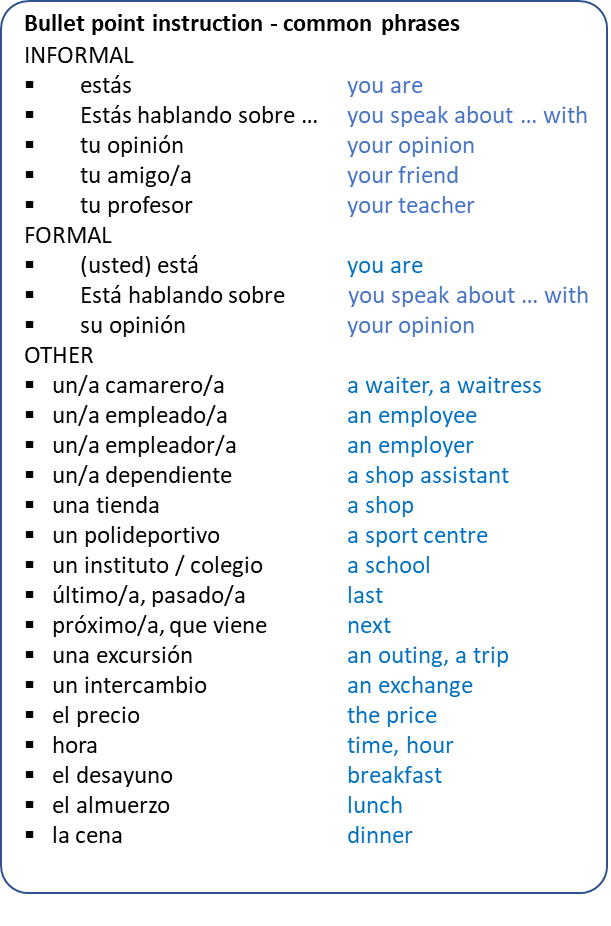 Bullet point instruction - common phrases
INFORMAL
▪ estás you are
▪ Estás hablando sobre … you speak about … with
▪ tu opinión your opinion
▪ tu amigo/a your friend
▪ tu profesor your teacher
FORMAL
▪ (usted) está you are
▪ Está hablando sobre you speak about … with
▪ su opinión your opinion
OTHER
▪ un/a camarero/a a waiter, a waitress
▪ un/a empleado/a an employee
▪ un/a empleador/a an employer
▪ un/a dependiente a shop assistant
▪ una tienda a shop
▪ un polideportivo a sport centre
▪ un instituto / colegio a school
▪ último/a, pasado/a last
▪ próximo/a, que viene next
▪ una excursión an outing, a trip
▪ un intercambio an exchange
▪ el precio the price
▪ hora time, hour
▪ el desayuno breakfast
▪ el almuerzo lunch
▪ la cena dinner